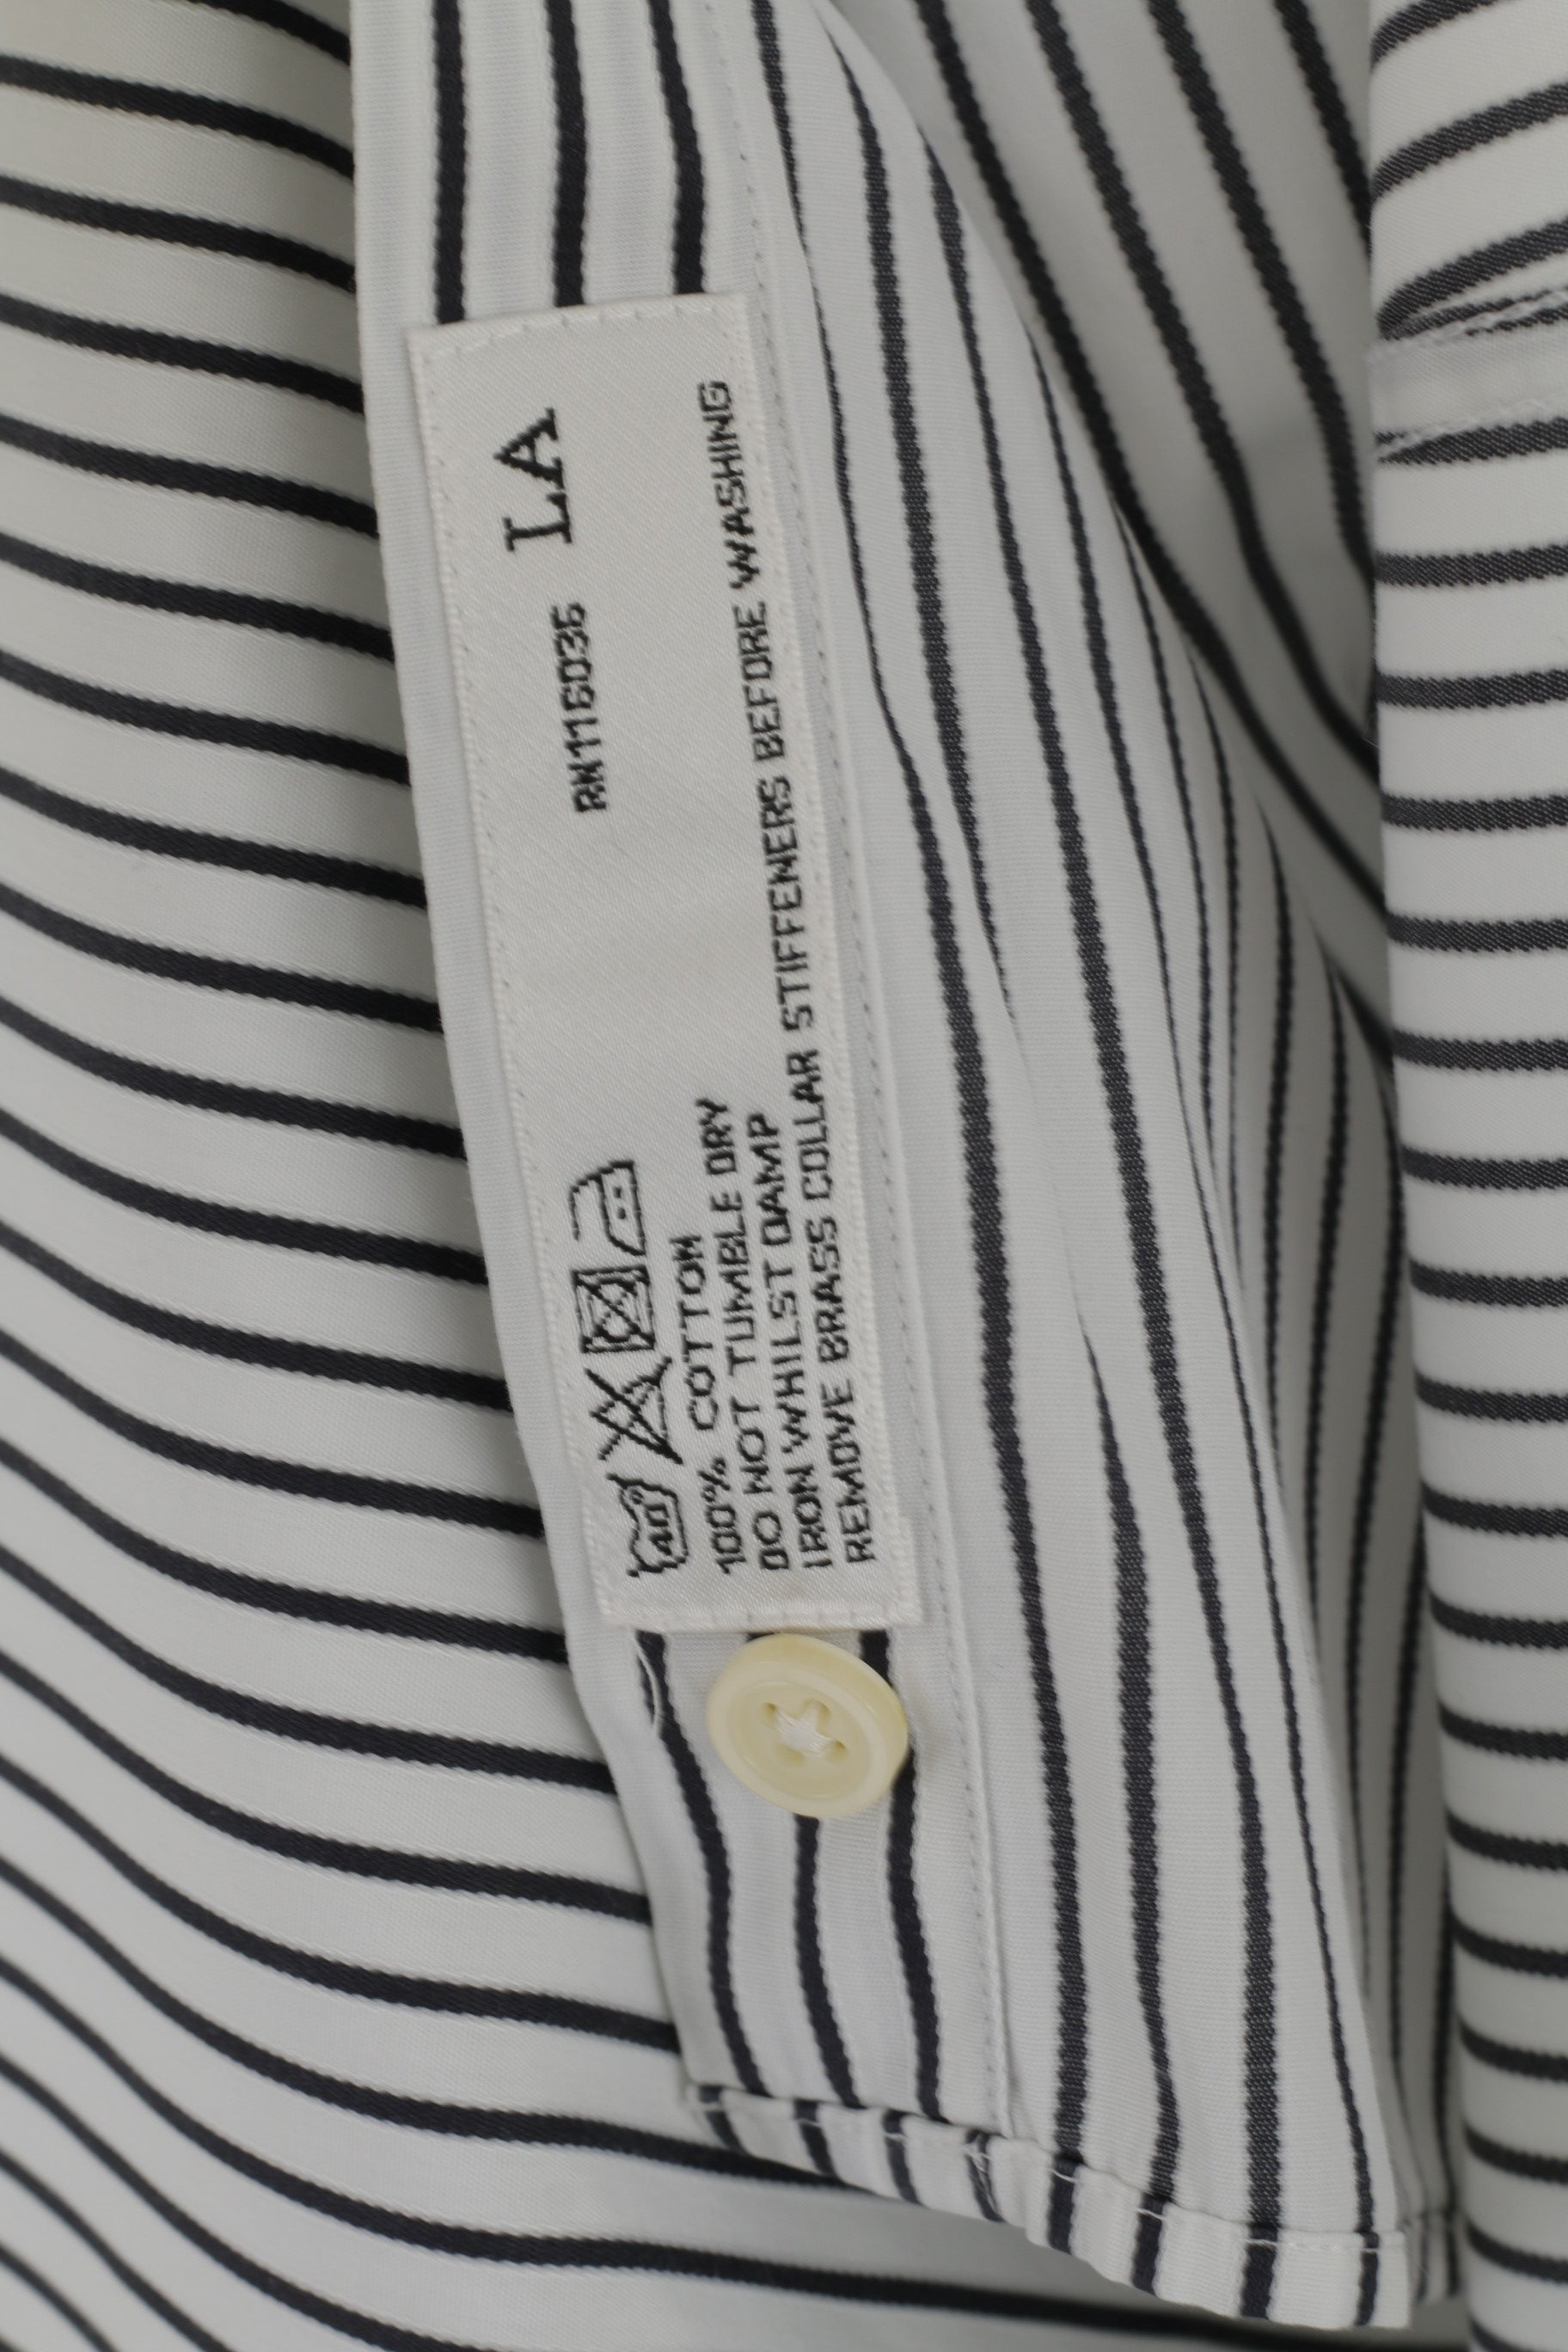 RN116036 LA
40
100% COTTON
DO NOT TUMBLE DRY
IRON WHILST DAMP
REMOVE BRASS COLLAR STIFFENERS BEFORE WASHING